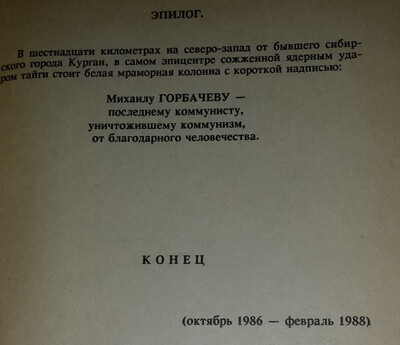 ЭПИЛОГ.
В шестнадцати километрах на северо-запад от бывшего сибир-
ского города Курган, в самом эпицентре сожженной ядерным уда-
ром тайги стоит белая мраморная колонна с короткой надписью:
Михаилу ГОРБАЧЕВУ —
последнему коммунисту,
уничтожившему коммунизм,
от благодарного человечества.
КОНЕЦ
(октябрь 1986 — февраль 1988).